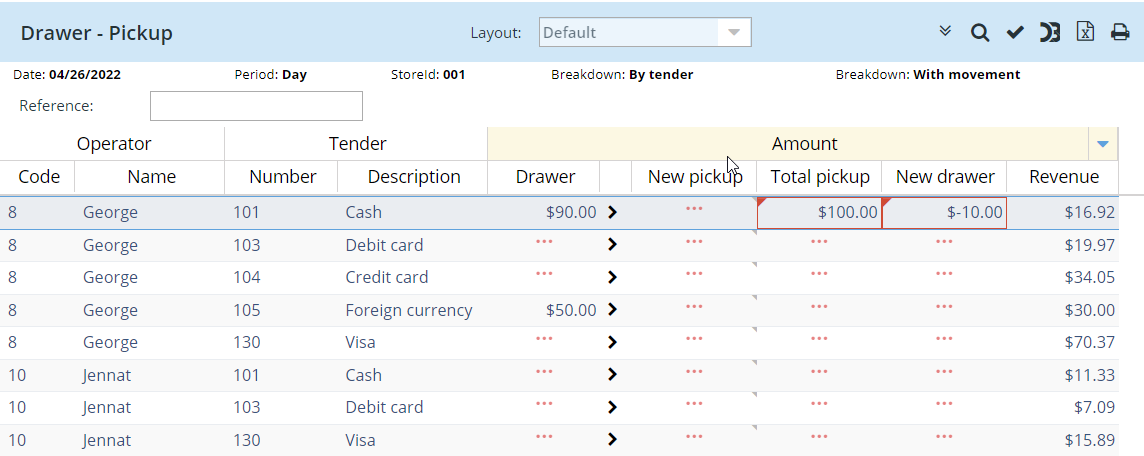 Drawer - Pickup Layout: Default
Date: 04/26/2022 Period: Day StoreId: 001 Breakdown: By tender Breakdown: With movement
Reference:
Operator Tender Amount
Code Name Number Description Drawer New pickup Total pickup New drawer Revenue
8 George 101 Cash $90.00 *** $100.00 $-10.00 $16.92
8 George 103 Debit card *** *** *** *** $19.97
8 George 104 Credit card *** *** *** *** $34.05
8 George 105 Foreign currency $50.00 *** *** *** $30.00
8 George 130 Visa *** *** *** *** $70.37
10 Jennat 101 Cash *** *** *** *** $11.33
10 Jennat 103 Debit card *** *** *** *** $7.09
10 Jennat 130 Visa *** *** *** *** $15.89